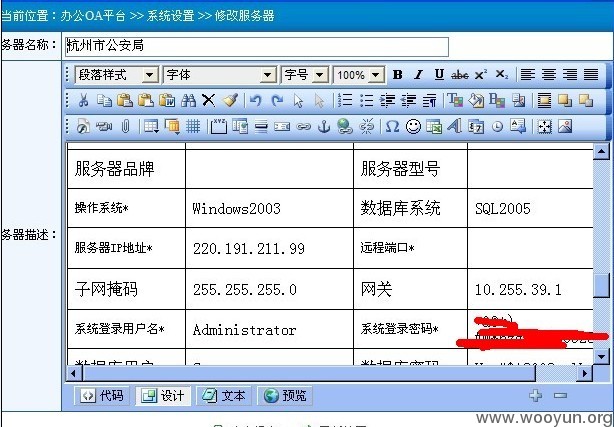 当前位置：办公OA平台 >> 系统设置 >> 修改服务器
务器名称： 杭州市公安局
段落样式 字体 字号 100% B I U abc x² x₂
务器描述：
服务器品牌 服务器型号
操作系统* Windows2003 数据库系统 SQL2005
服务器IP地址* 220.191.211.99 远程端口*
子网掩码 255.255.255.0 网关 10.255.39.1
系统登录用户名* Administrator 系统登录密码*
代码 设计 文本 预览
www.wooyun.org